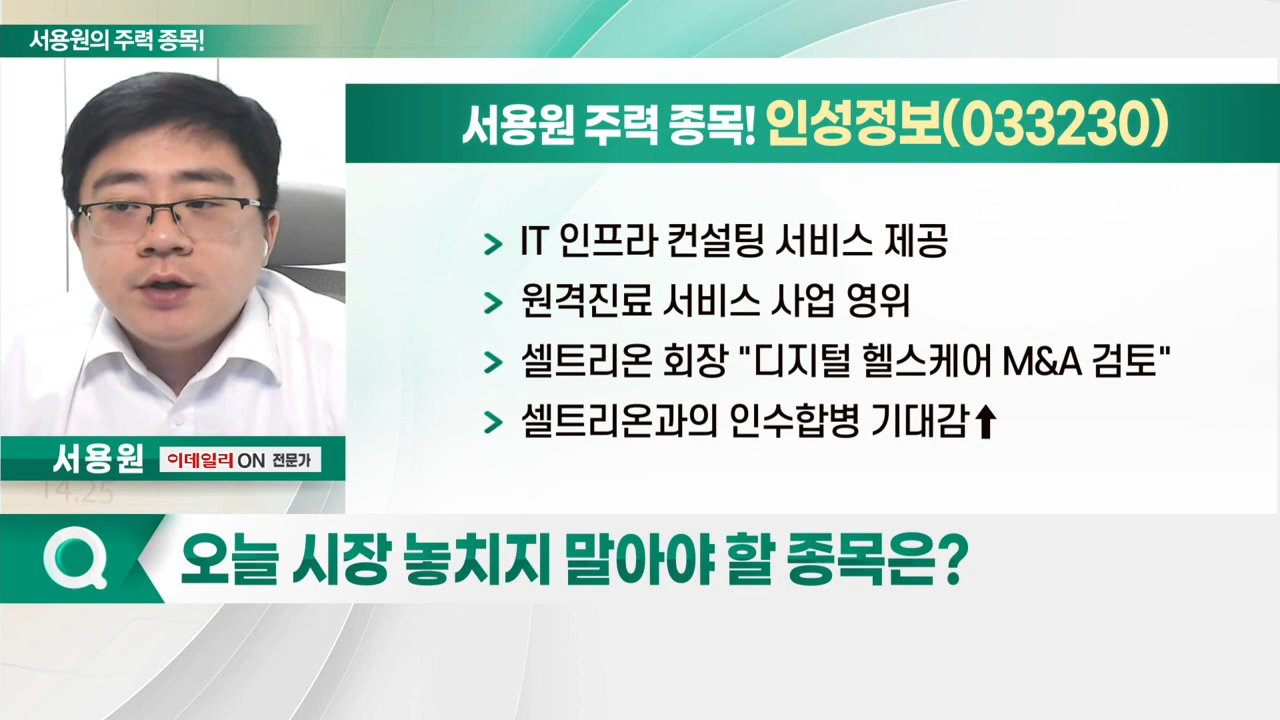 서용원의 주력 종목!
서용원 주력 종목! 인성정보(033230)
IT 인프라 컨설팅 서비스 제공
원격진료 서비스 사업 영위
셀트리온 회장 "디지털 헬스케어 M&A 검토"
셀트리온과의 인수합병 기대감⬆
서용원 이데일리 ON 전문가
14:25
오늘 시장 놓치지 말아야 할 종목은?